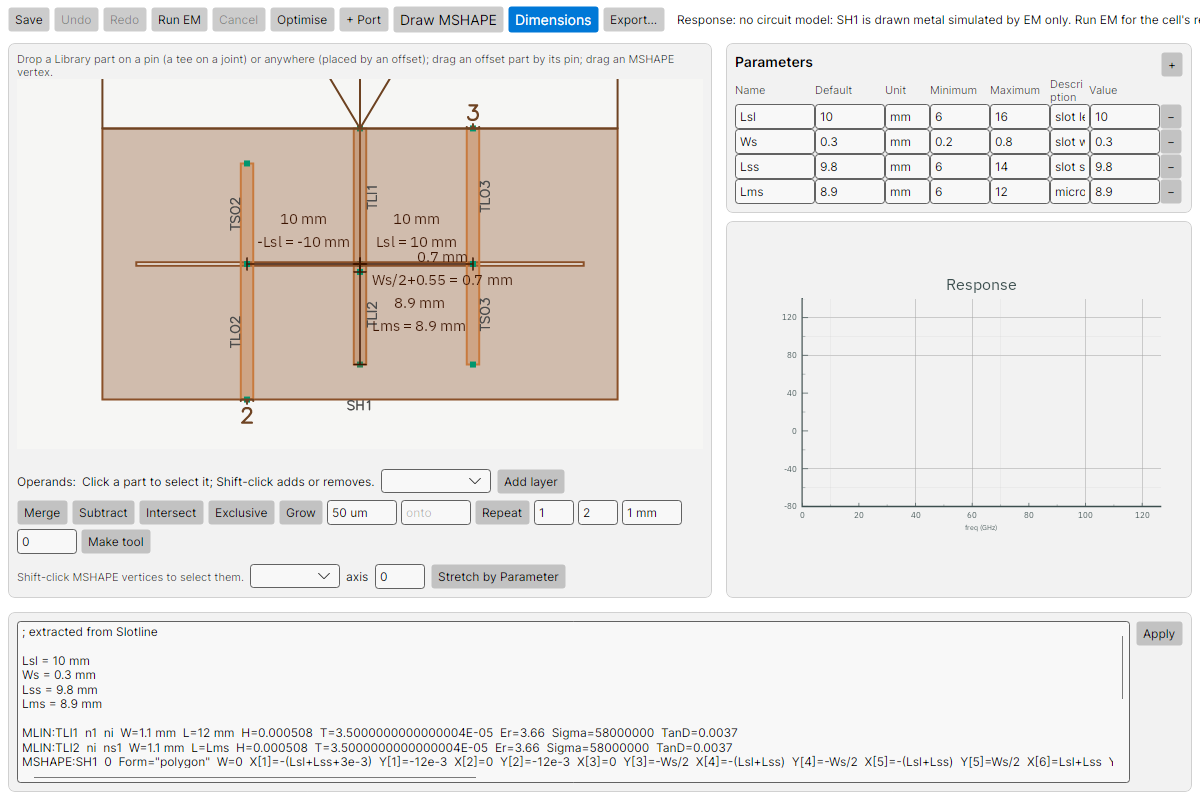 Save Undo Redo Run EM Cancel Optimise + Port Draw MSHAPE Dimensions Export... Response: no circuit model: SH1 is drawn metal simulated by EM only. Run EM for the cell's
Drop a Library part on a pin (a tee on a joint) or anywhere (placed by an offset); drag an offset part by its pin; drag an MSHAPE
vertex.
3
TSO2
TLI1
TLO3
10 mm 10 mm
-Lsl = -10 mm Lsl = 10 mm
0.7 mm
Ws/2+0.55 = 0.7 mm
8.9 mm
Lms = 8.9 mm
TLO2
TLI2
TSO3
SH1
2
Operands: Click a part to select it; Shift-click adds or removes. Add layer
Merge Subtract Intersect Exclusive Grow 50 um onto Repeat 1 2 1 mm
0 Make tool
Shift-click MSHAPE vertices to select them. axis 0 Stretch by Parameter
Parameters +
Name Default Unit Minimum Maximum Descri
ption Value
Lsl 10 mm 6 16 slot 10 −
Ws 0.3 mm 0.2 0.8 slot 0.3 −
Lss 9.8 mm 6 14 slot s 9.8 −
Lms 8.9 mm 6 12 micro 8.9 −
Response
120
80
40
0
-40
-80
0 20 40 60 80 100 120
freq (GHz)
; extracted from Slotline
Lsl = 10 mm
Ws = 0.3 mm
Lss = 9.8 mm
Lms = 8.9 mm
MLIN:TLI1 n1 ni W=1.1 mm L=12 mm H=0.000508 T=3.5000000000000004E-05 Er=3.66 Sigma=58000000 TanD=0.0037
MLIN:TLI2 ni ns1 W=1.1 mm L=Lms H=0.000508 T=3.5000000000000004E-05 Er=3.66 Sigma=58000000 TanD=0.0037
MSHAPE:SH1 0 Form="polygon" W=0 X[1]=-(Lsl+Lss+3e-3) Y[1]=-12e-3 X[2]=0 Y[2]=-12e-3 X[3]=0 Y[3]=-Ws/2 X[4]=-(Lsl+Lss) Y[4]=-Ws/2 X[5]=-(Lsl+Lss) Y[5]=Ws/2 X[6]=Lsl+Lss
Apply